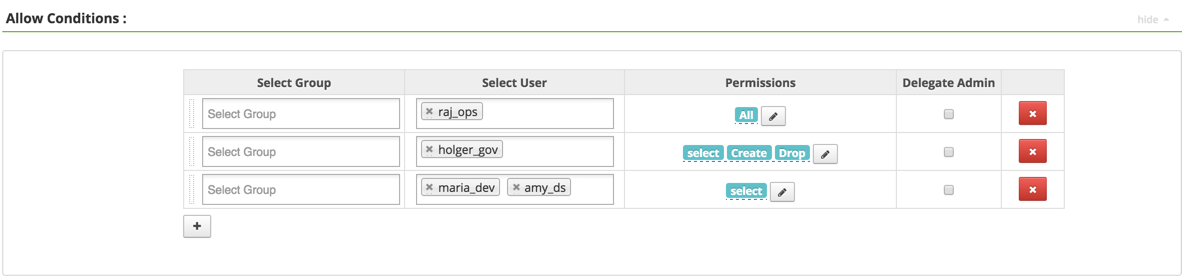 Allow Conditions :
hide
Select Group Select User Permissions Delegate Admin
Select Group × raj_ops All ×
Select Group × holger_gov select Create Drop ×
Select Group × maria_dev × amy_ds select ×
+